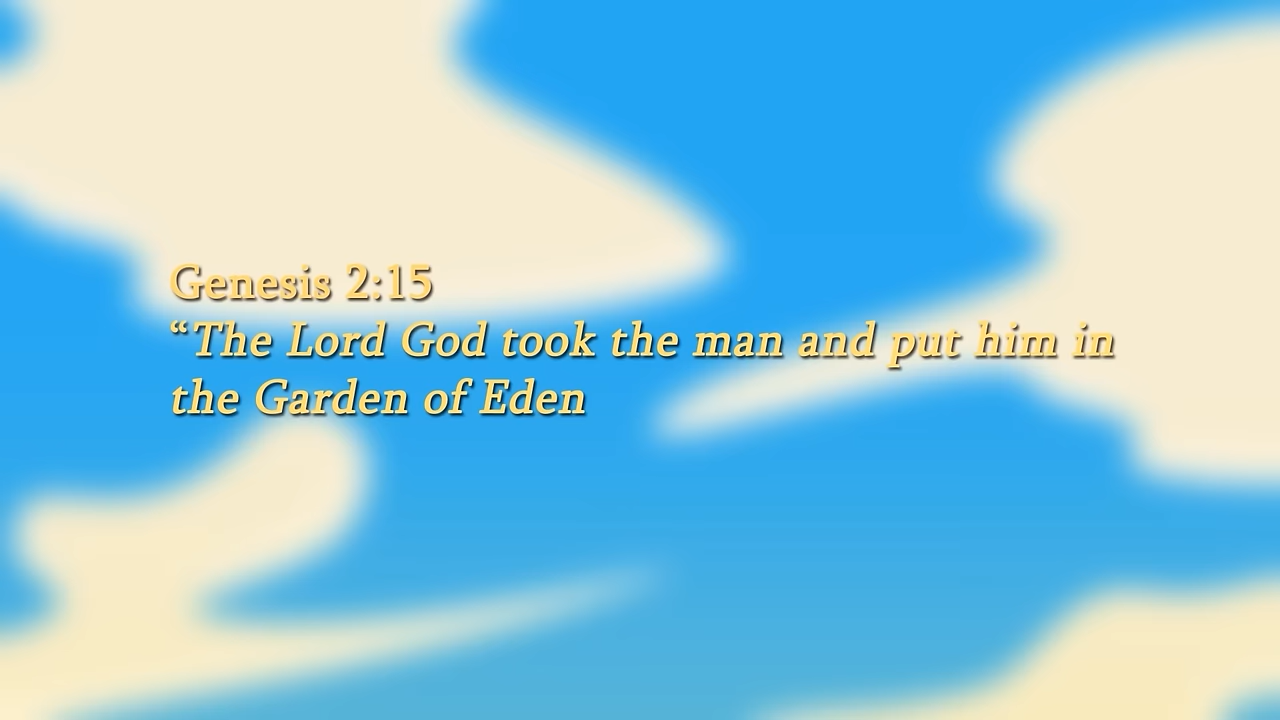 Genesis 2:15
“The Lord God took the man and put him in
the Garden of Eden